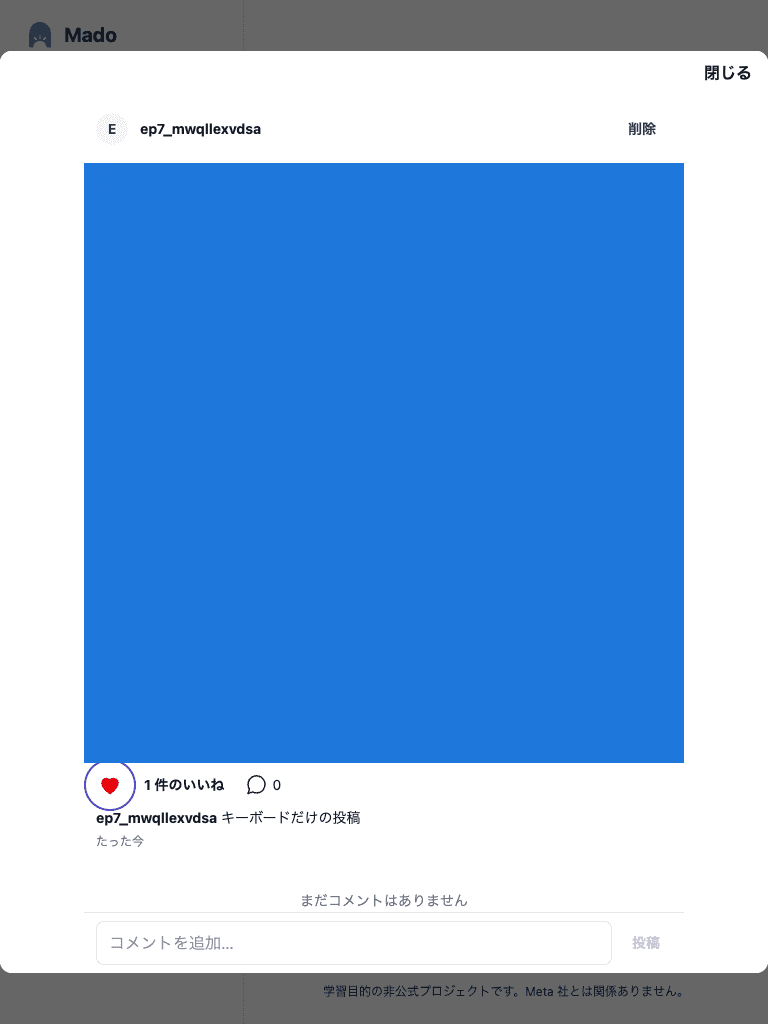 Mado
閉じる
E ep7_mwqllexvdsa 削除
1 件のいいね 0
ep7_mwqllexvdsa キーボードだけの投稿
たった今
まだコメントはありません
コメントを追加... 投稿
学習目的の非公式プロジェクトです。Meta 社とは関係ありません。